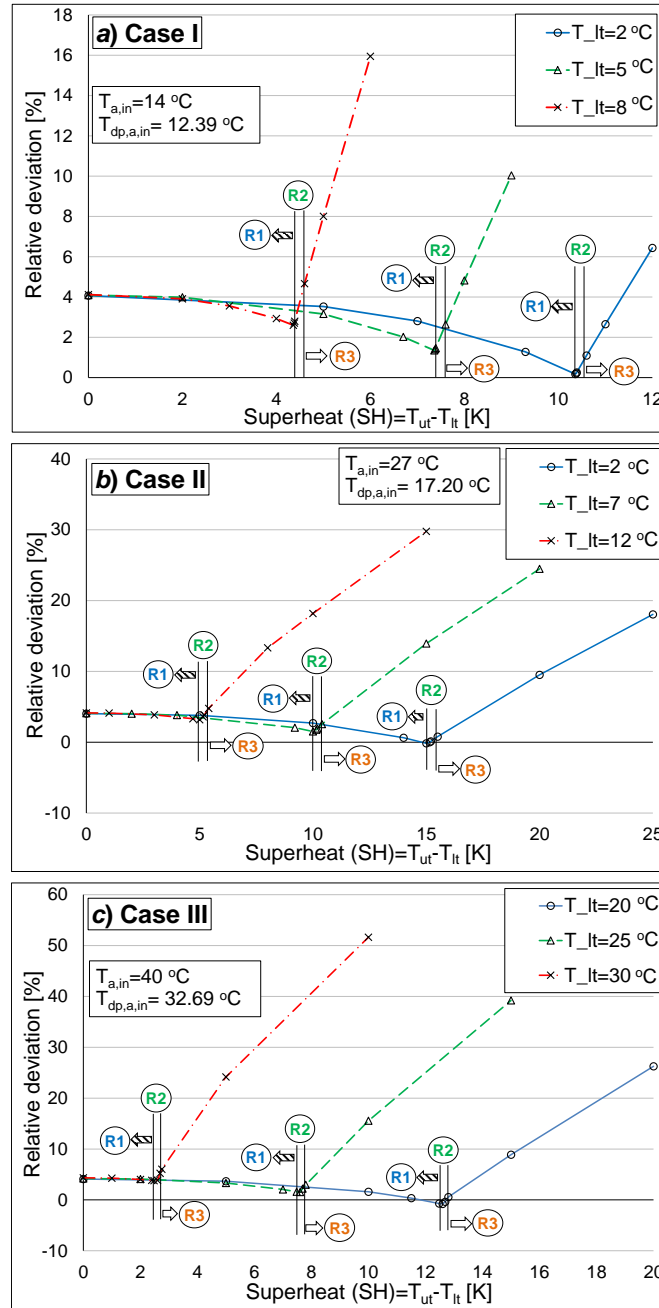 a) Case I
T_lt=2 °C
T_lt=5 °C
T_lt=8 °C
T_a,in=14 °C
T_dp,a,in= 12.39 °C
Relative deviation [%]
18
16
14
12
10
8
6
4
2
0
R2
R1
R3
R2
R1
R3
R2
R1
R3
0 2 4 6 8 10 12
Superheat (SH)=T_ut-T_lt [K]
b) Case II
T_a,in=27 °C
T_dp,a,in= 17.20 °C
T_lt=2 °C
T_lt=7 °C
T_lt=12 °C
Relative deviation [%]
40
30
20
10
0
-10
R2
R1
R3
R2
R1
R3
R2
R1
R3
0 5 10 15 20 25
Superheat (SH)=T_ut-T_lt [K]
c) Case III
T_lt=20 °C
T_lt=25 °C
T_lt=30 °C
T_a,in=40 °C
T_dp,a,in= 32.69 °C
Relative deviation [%]
60
50
40
30
20
10
0
-10
R2
R1
R3
R2
R1
R3
R2
R1
R3
0 2 4 6 8 10 12 14 16 18 20
Superheat (SH)=T_ut-T_lt [K]